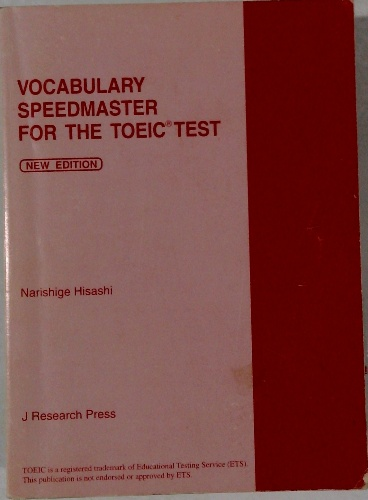 VOCABULARY
SPEEDMASTER
FOR THE TOEIC® TEST
NEW EDITION
Narishige Hisashi
J Research Press
TOEIC is a registered trademark of Educational Testing Service (ETS).
This publication is not endorsed or approved by ETS.